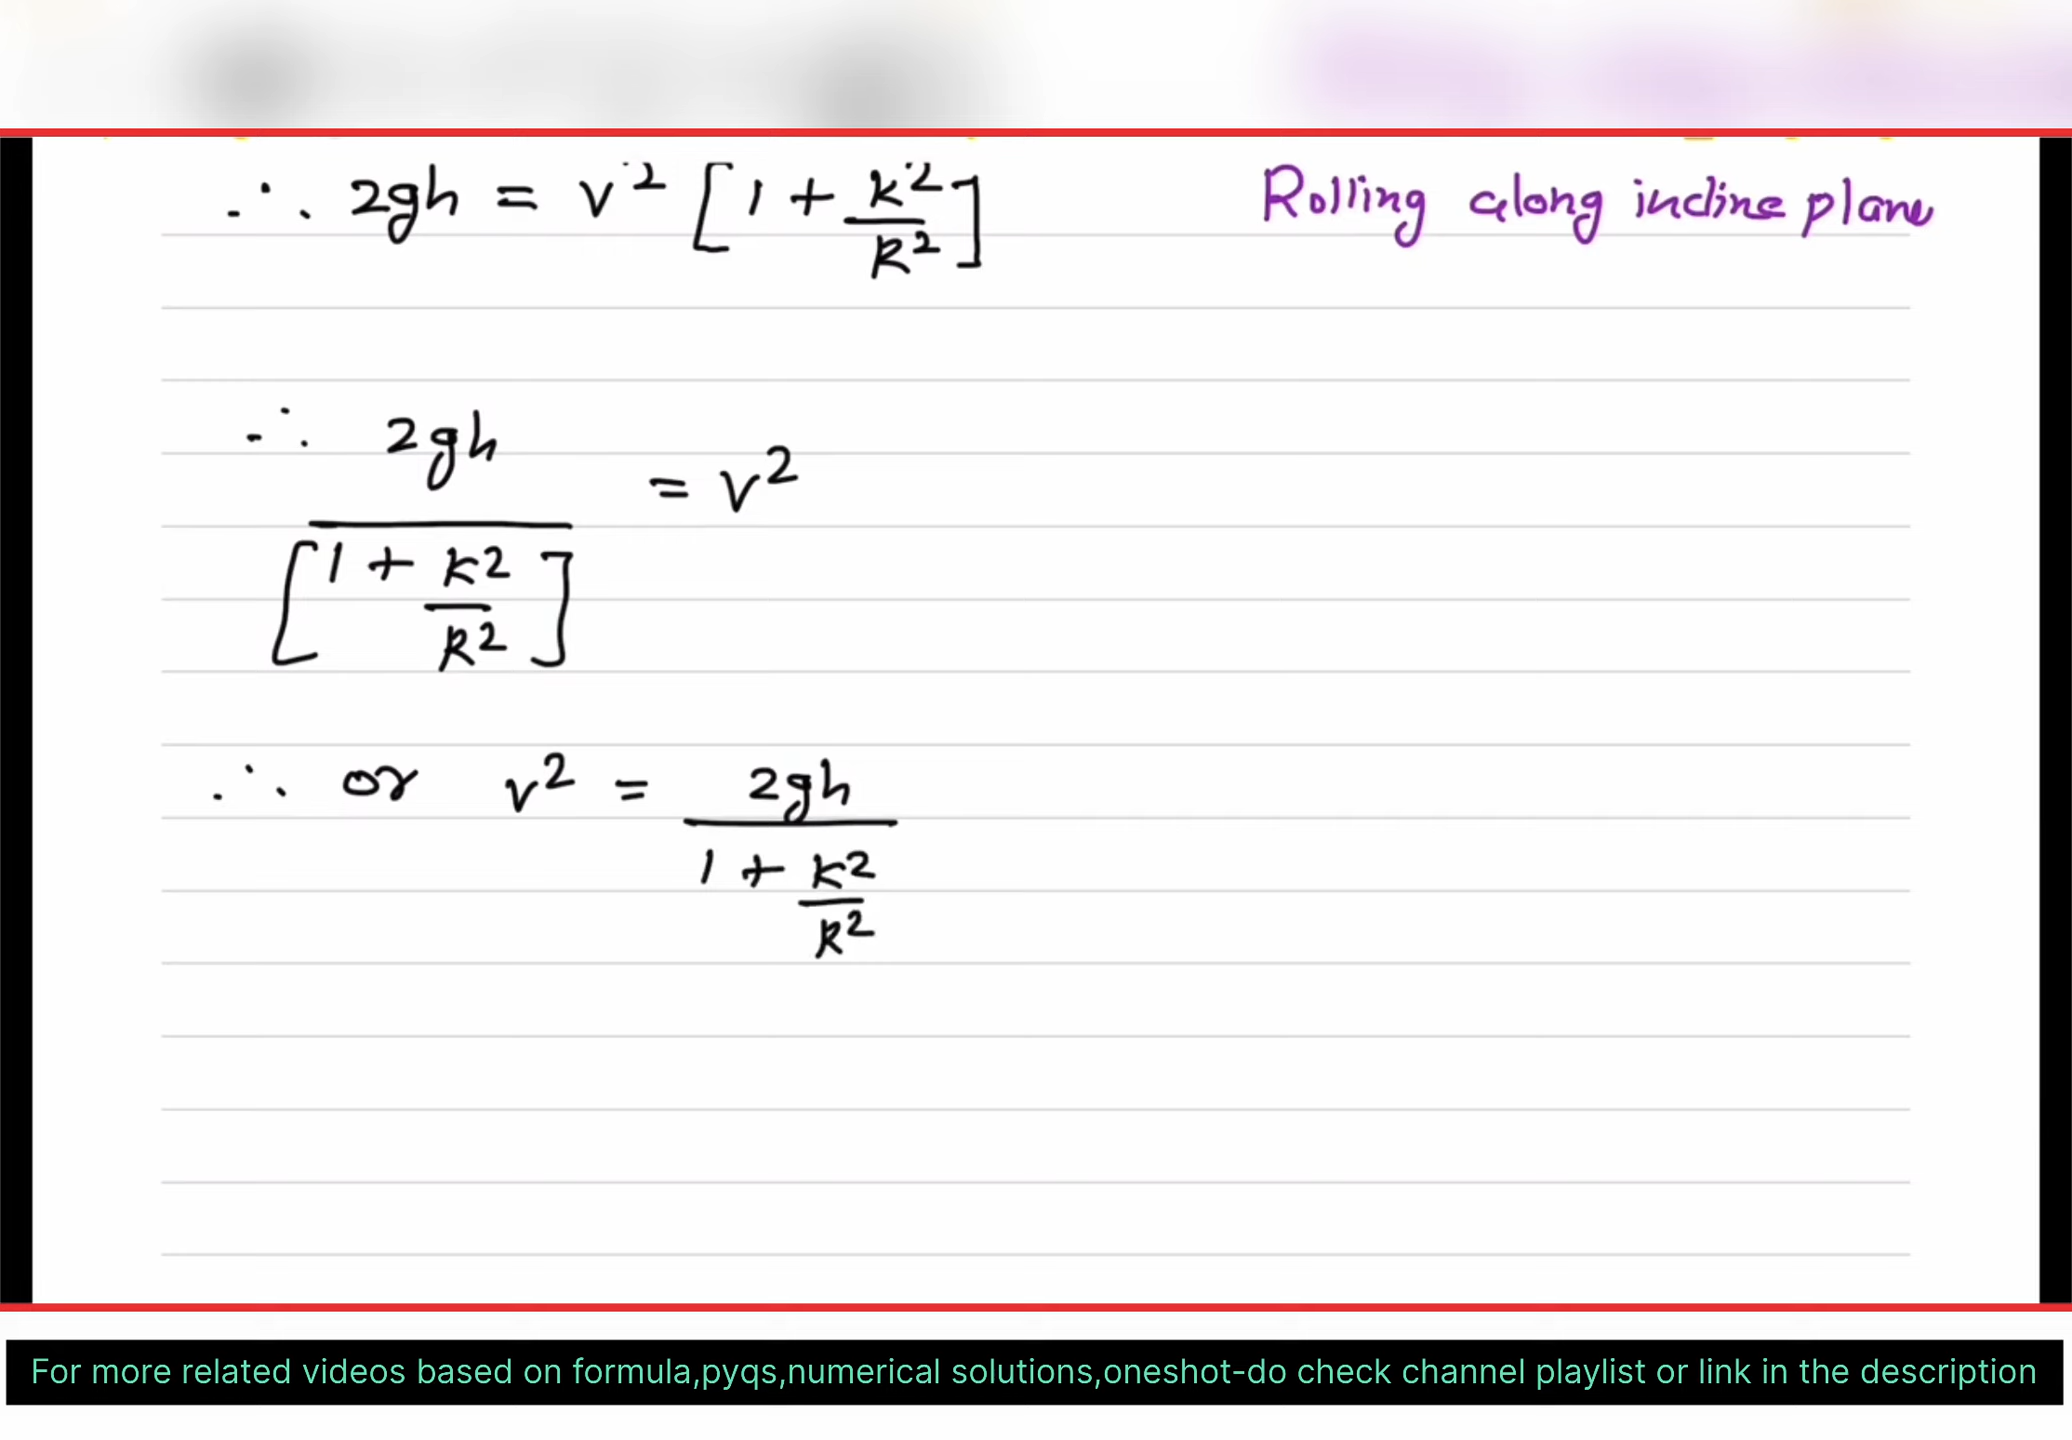 ∴ 2gh = v² [1 + K²/R²]
Rolling along incline plane
∴ 2gh/[1 + K²/R²] = v²
∴ or v² = 2gh/1 + K²/R²
For more related videos based on formula,pyqs,numerical solutions,oneshot-do check channel playlist or link in the description